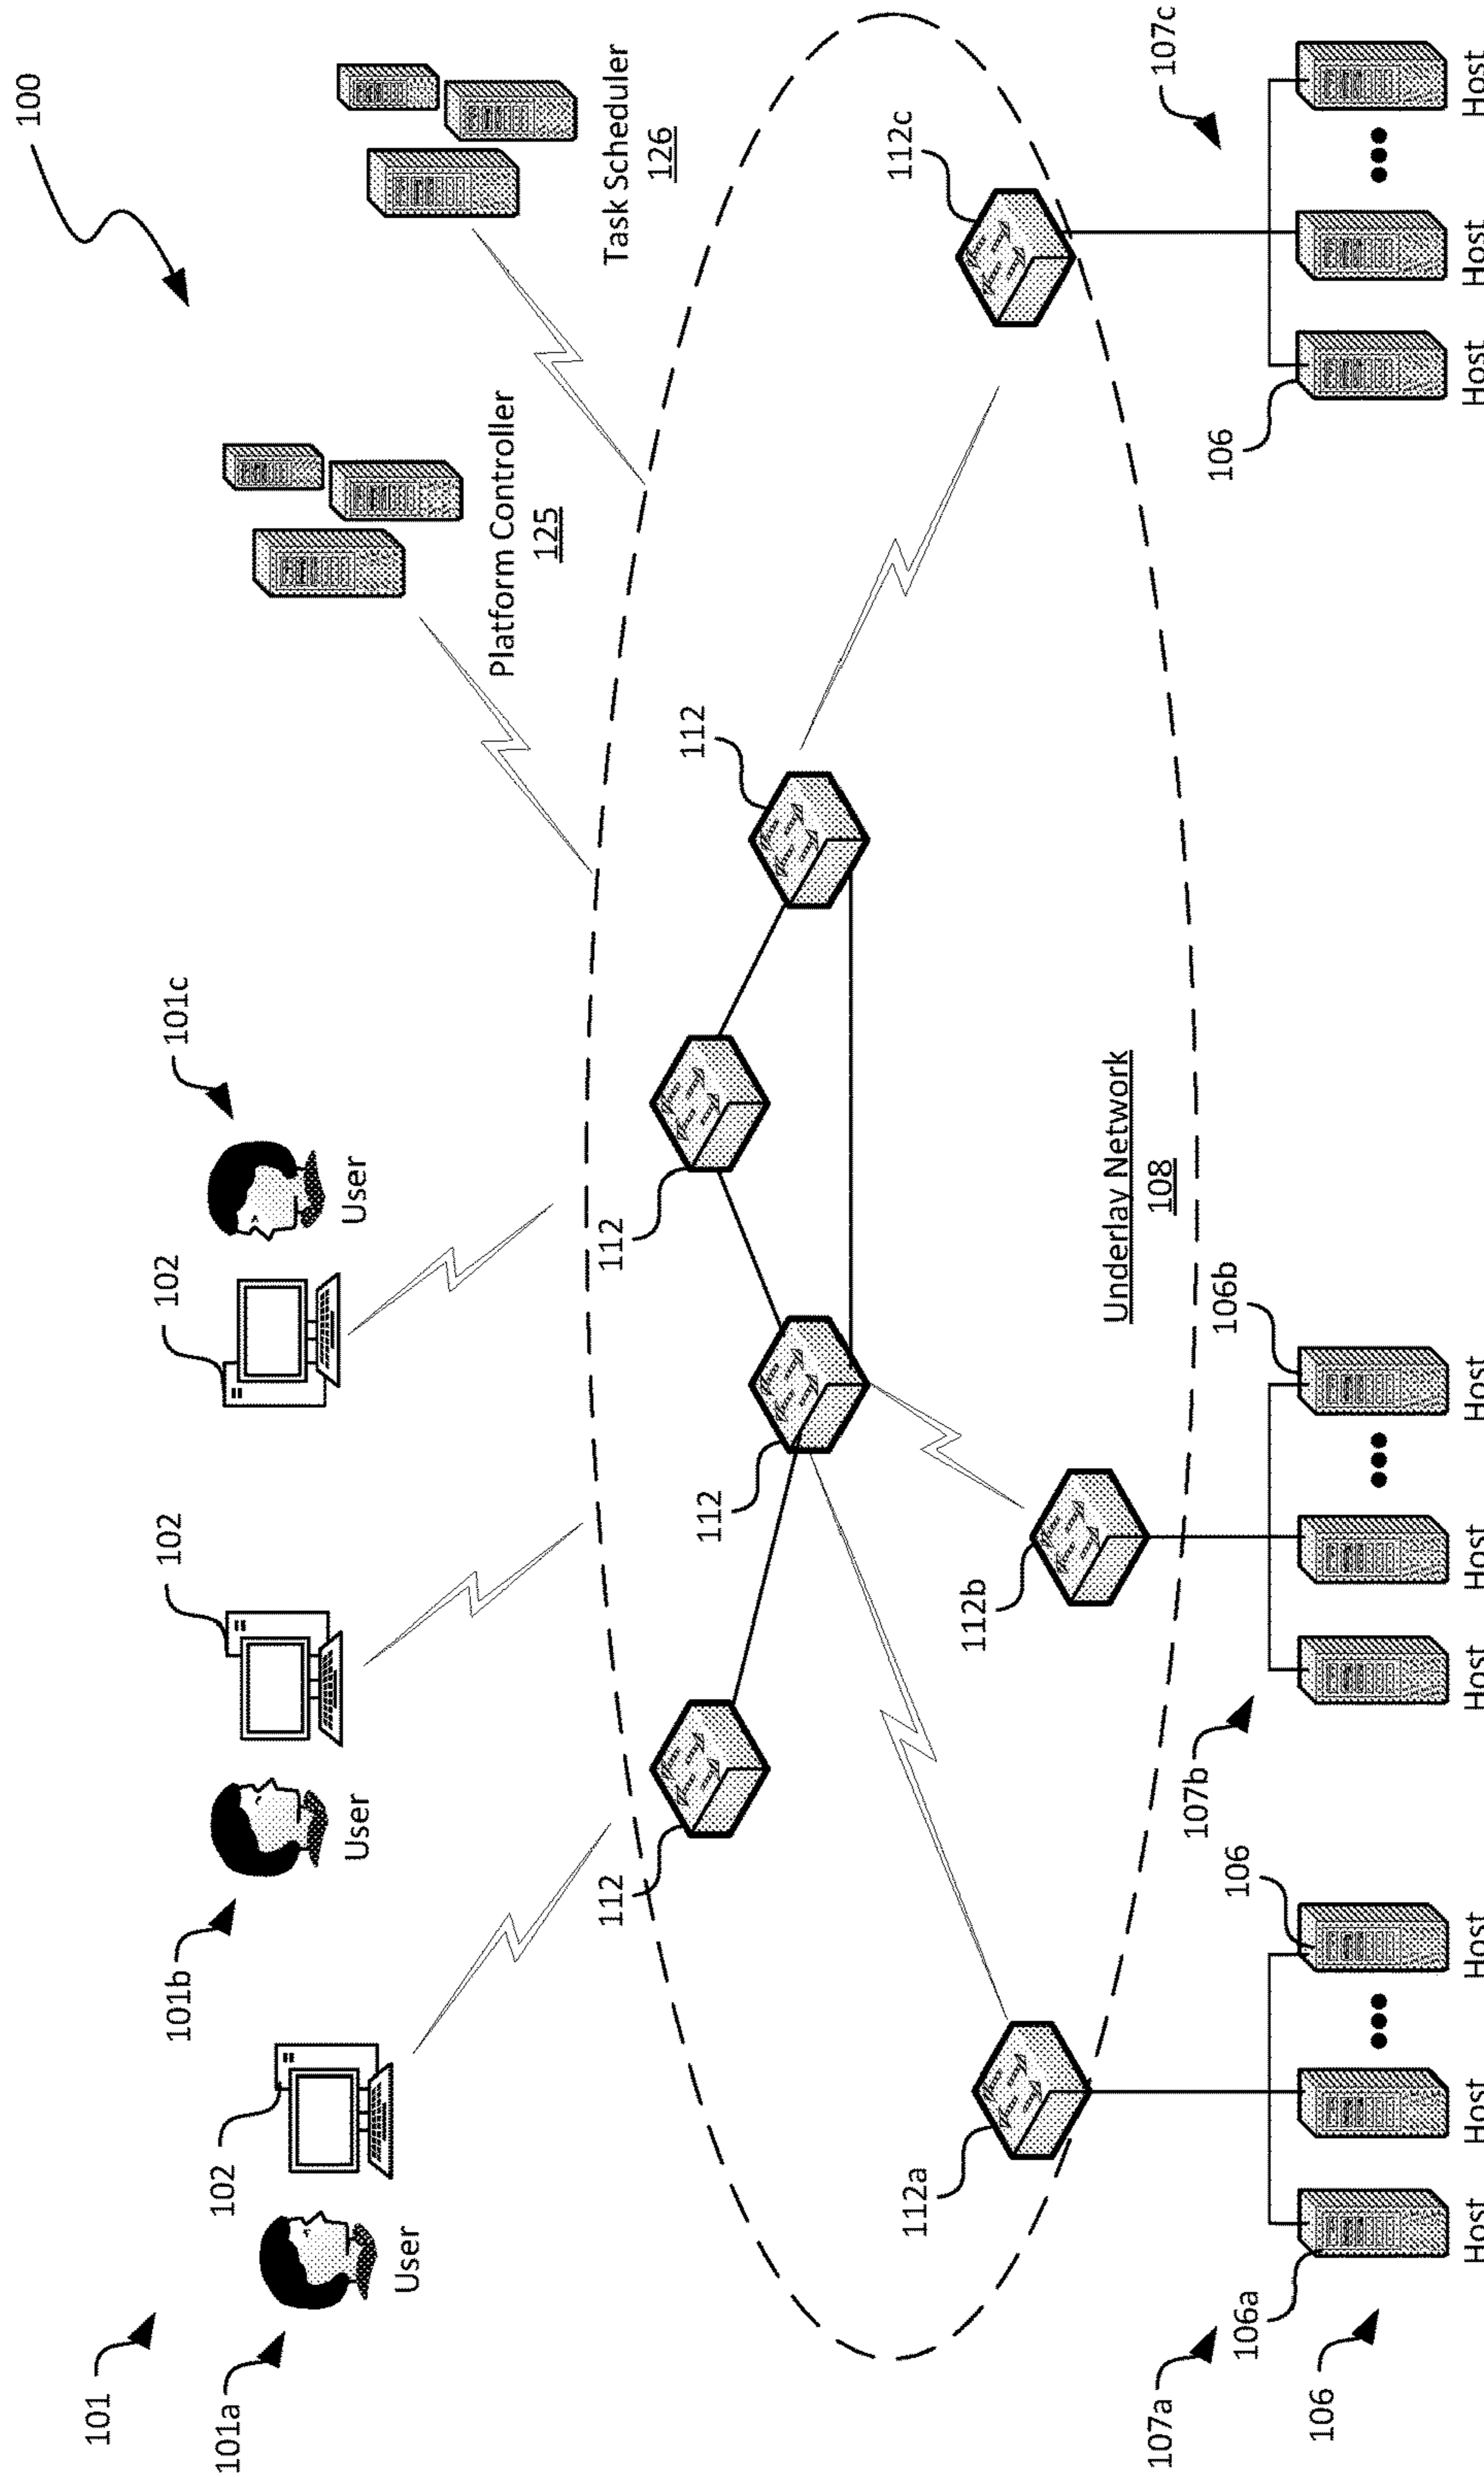 100
101
101a
101b
101c
102
102
102
User
User
User
Platform Controller
125
Task Scheduler
126
112
112
112
112
112a
112b
112c
Underlay Network
108
107a
107b
107c
106a
106
106b
106
106
Host
Host
Host
Host
Host
Host
Host
Host
Host